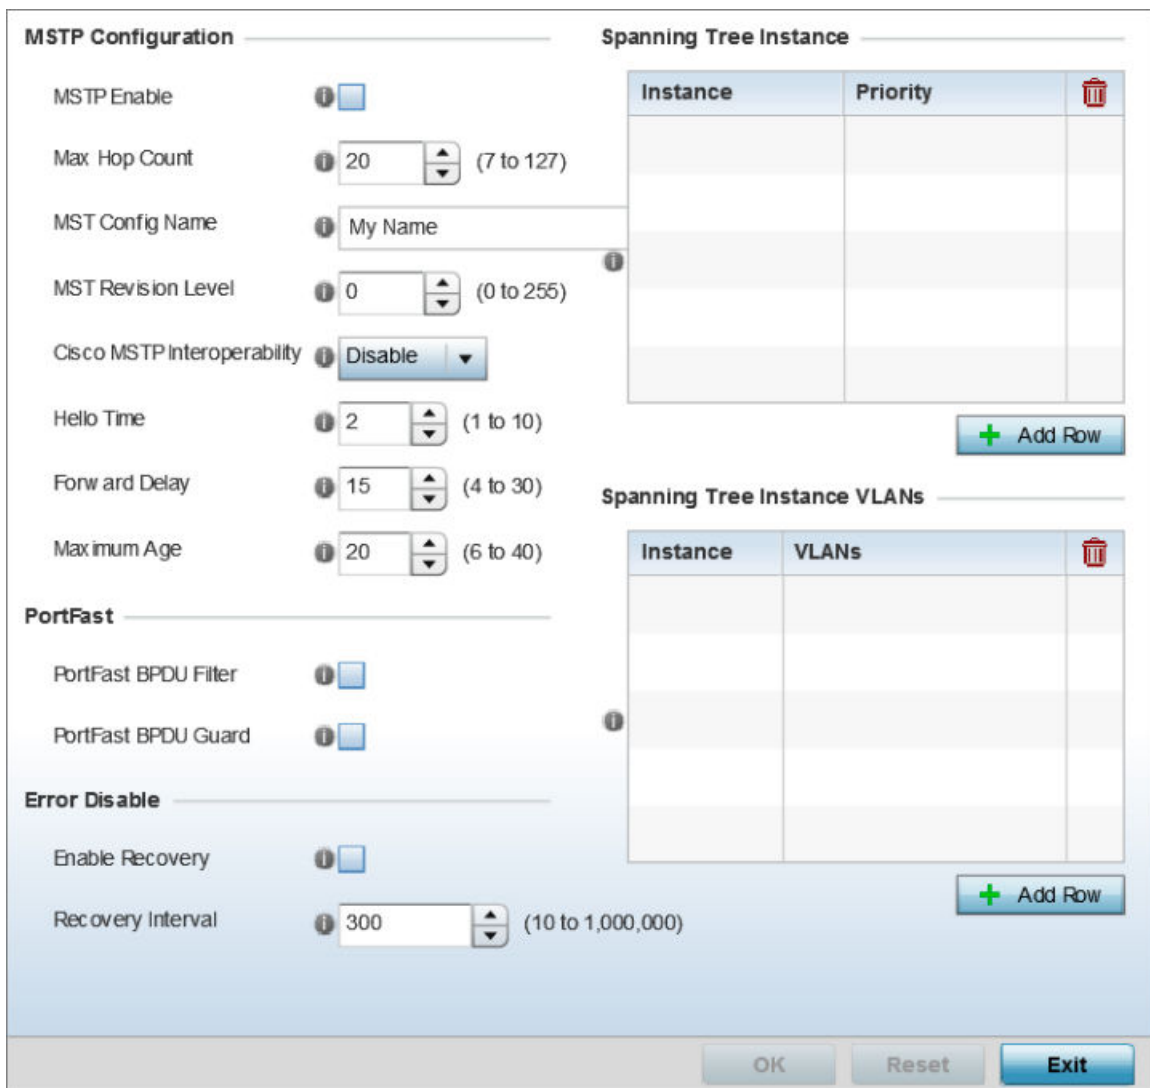 MSTP Configuration
MSTP Enable
Max Hop Count 20 (7 to 127)
MST Config Name My Name
MST Revision Level 0 (0 to 255)
Cisco MSTP Interoperability Disable
Hello Time 2 (1 to 10)
Forward Delay 15 (4 to 30)
Maximum Age 20 (6 to 40)
PortFast
PortFast BPDU Filter
PortFast BPDU Guard
Error Disable
Enable Recovery
Recovery Interval 300 (10 to 1,000,000)
Spanning Tree Instance
Instance Priority
Add Row
Spanning Tree Instance VLANs
Instance VLANs
Add Row
OK Reset Exit